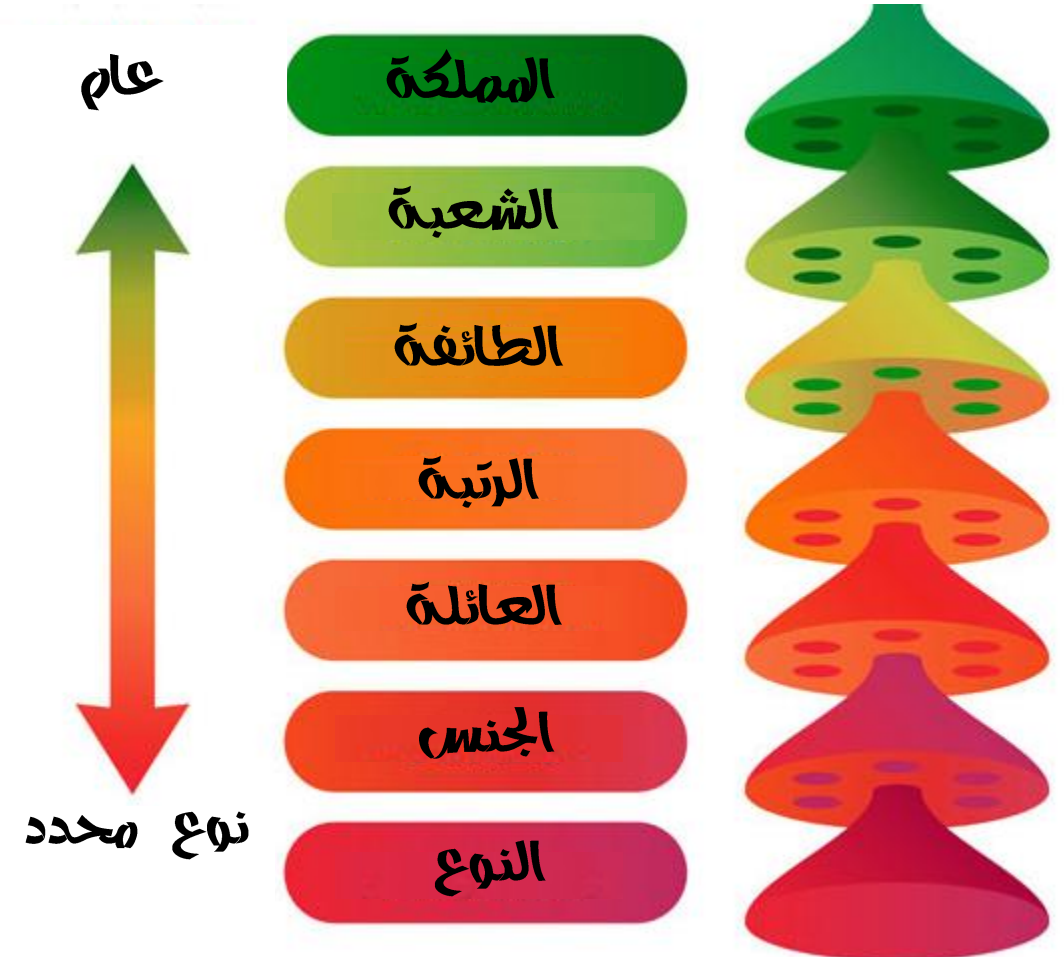 عام
المملكة
الشعبة
الطائفة
الرتبة
العائلة
الجنس
النوع
نوع محدد